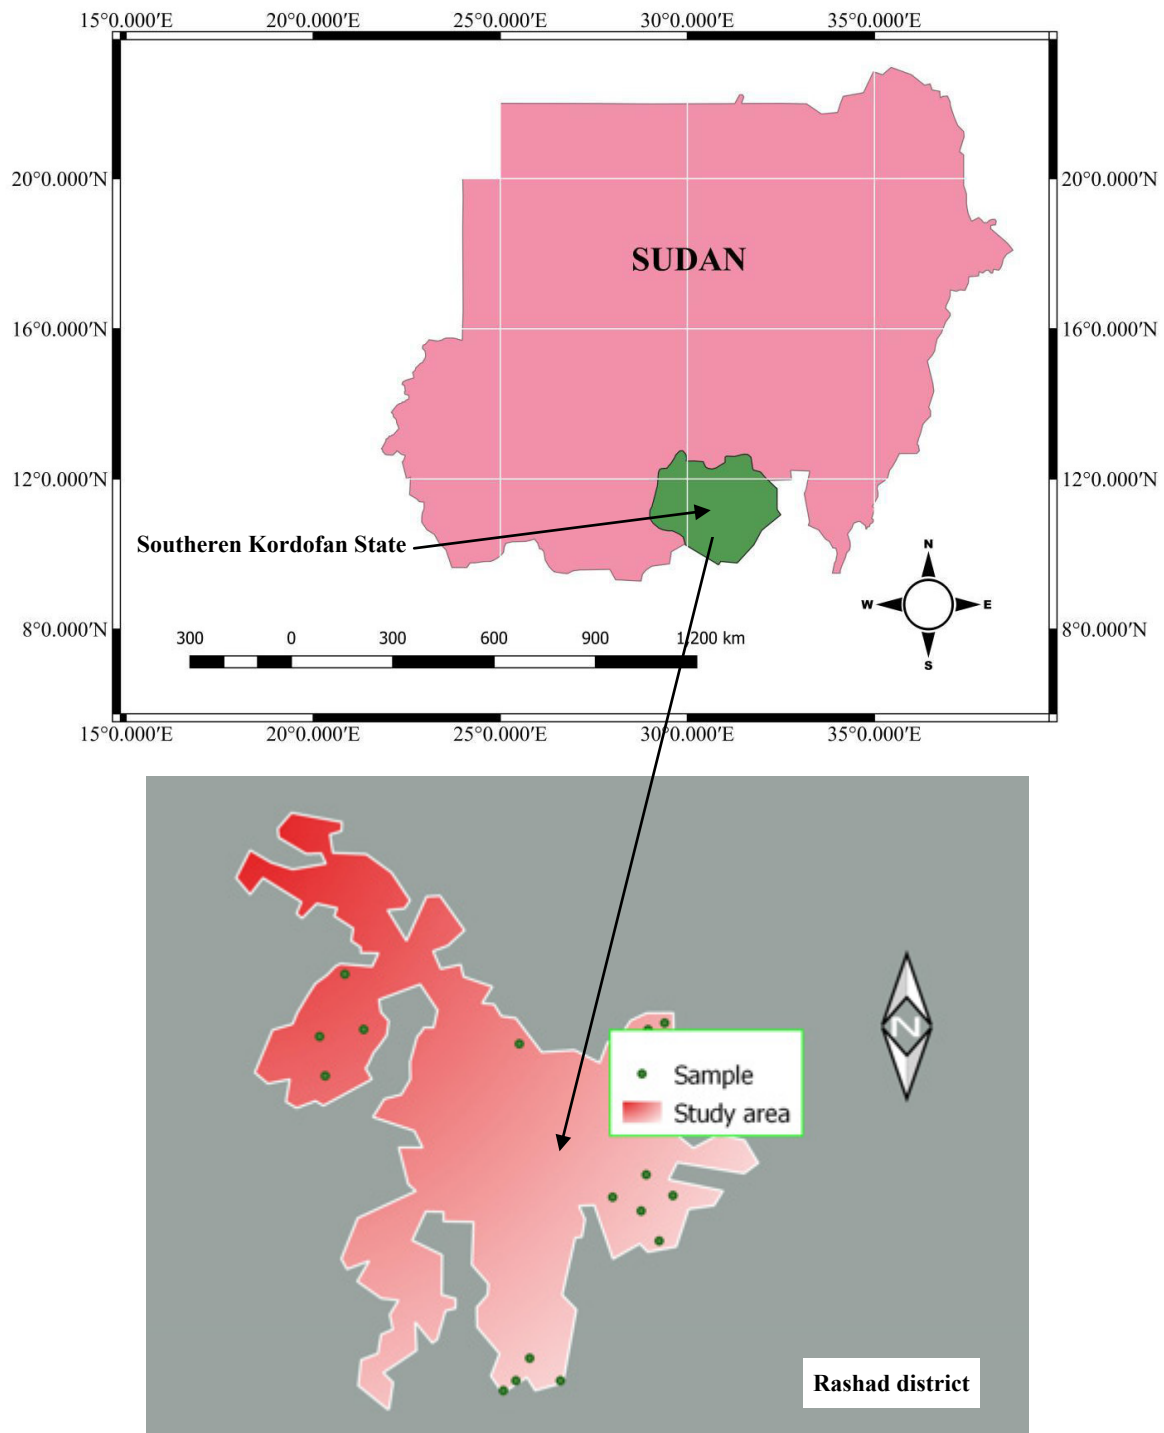 15°0.000′E 20°0.000′E 25°0.000′E 30°0.000′E 35°0.000′E
20°0.000′N 20°0.000′N
SUDAN
16°0.000′N 16°0.000′N
12°0.000′N 12°0.000′N
Southeren Kordofan State
N
W E
S
8°0.000′N 8°0.000′N
300 0 300 600 900 1200 km
15°0.000′E 20°0.000′E 25°0.000′E 30°0.000′E 35°0.000′E
N
Sample
Study area
Rashad district